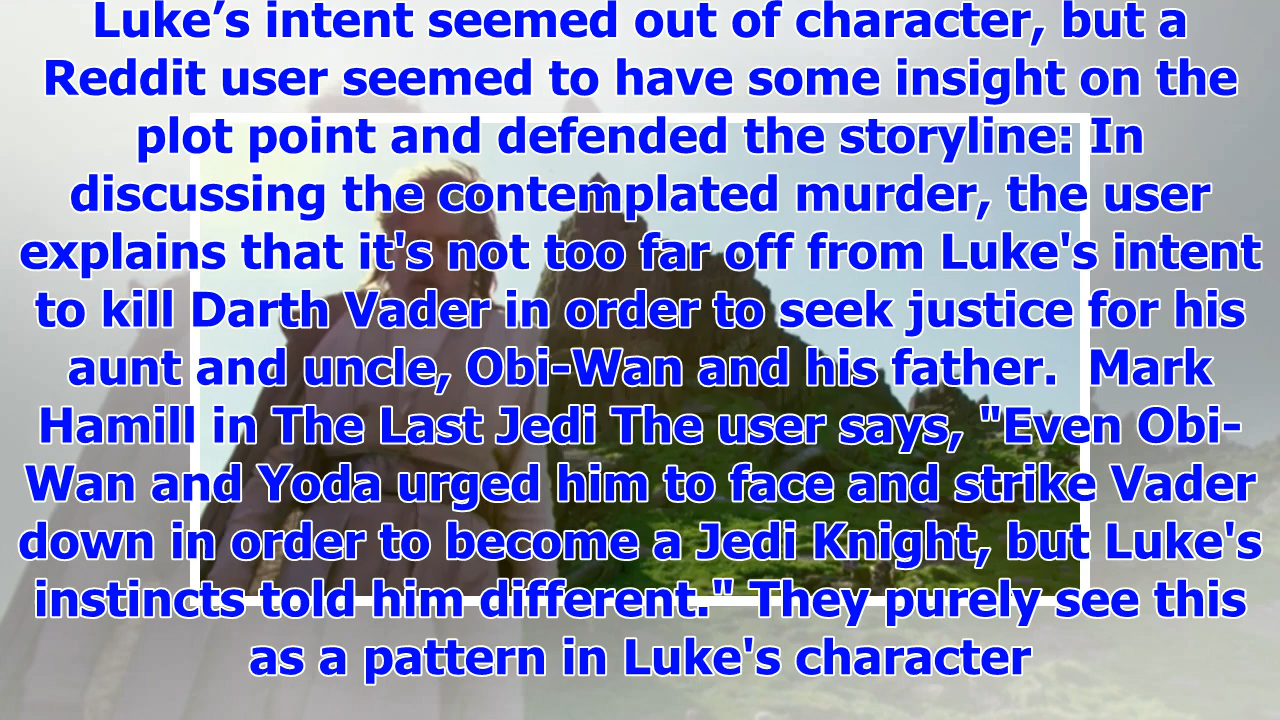 Luke’s intent seemed out of character, but a
Reddit user seemed to have some insight on the
plot point and defended the storyline: In
discussing the contemplated murder, the user
explains that it's not too far off from Luke's intent
to kill Darth Vader in order to seek justice for his
aunt and uncle, Obi-Wan and his father.  Mark
Hamill in The Last Jedi The user says, "Even Obi-
Wan and Yoda urged him to face and strike Vader
down in order to become a Jedi Knight, but Luke's
instincts told him different." They purely see this
as a pattern in Luke's character